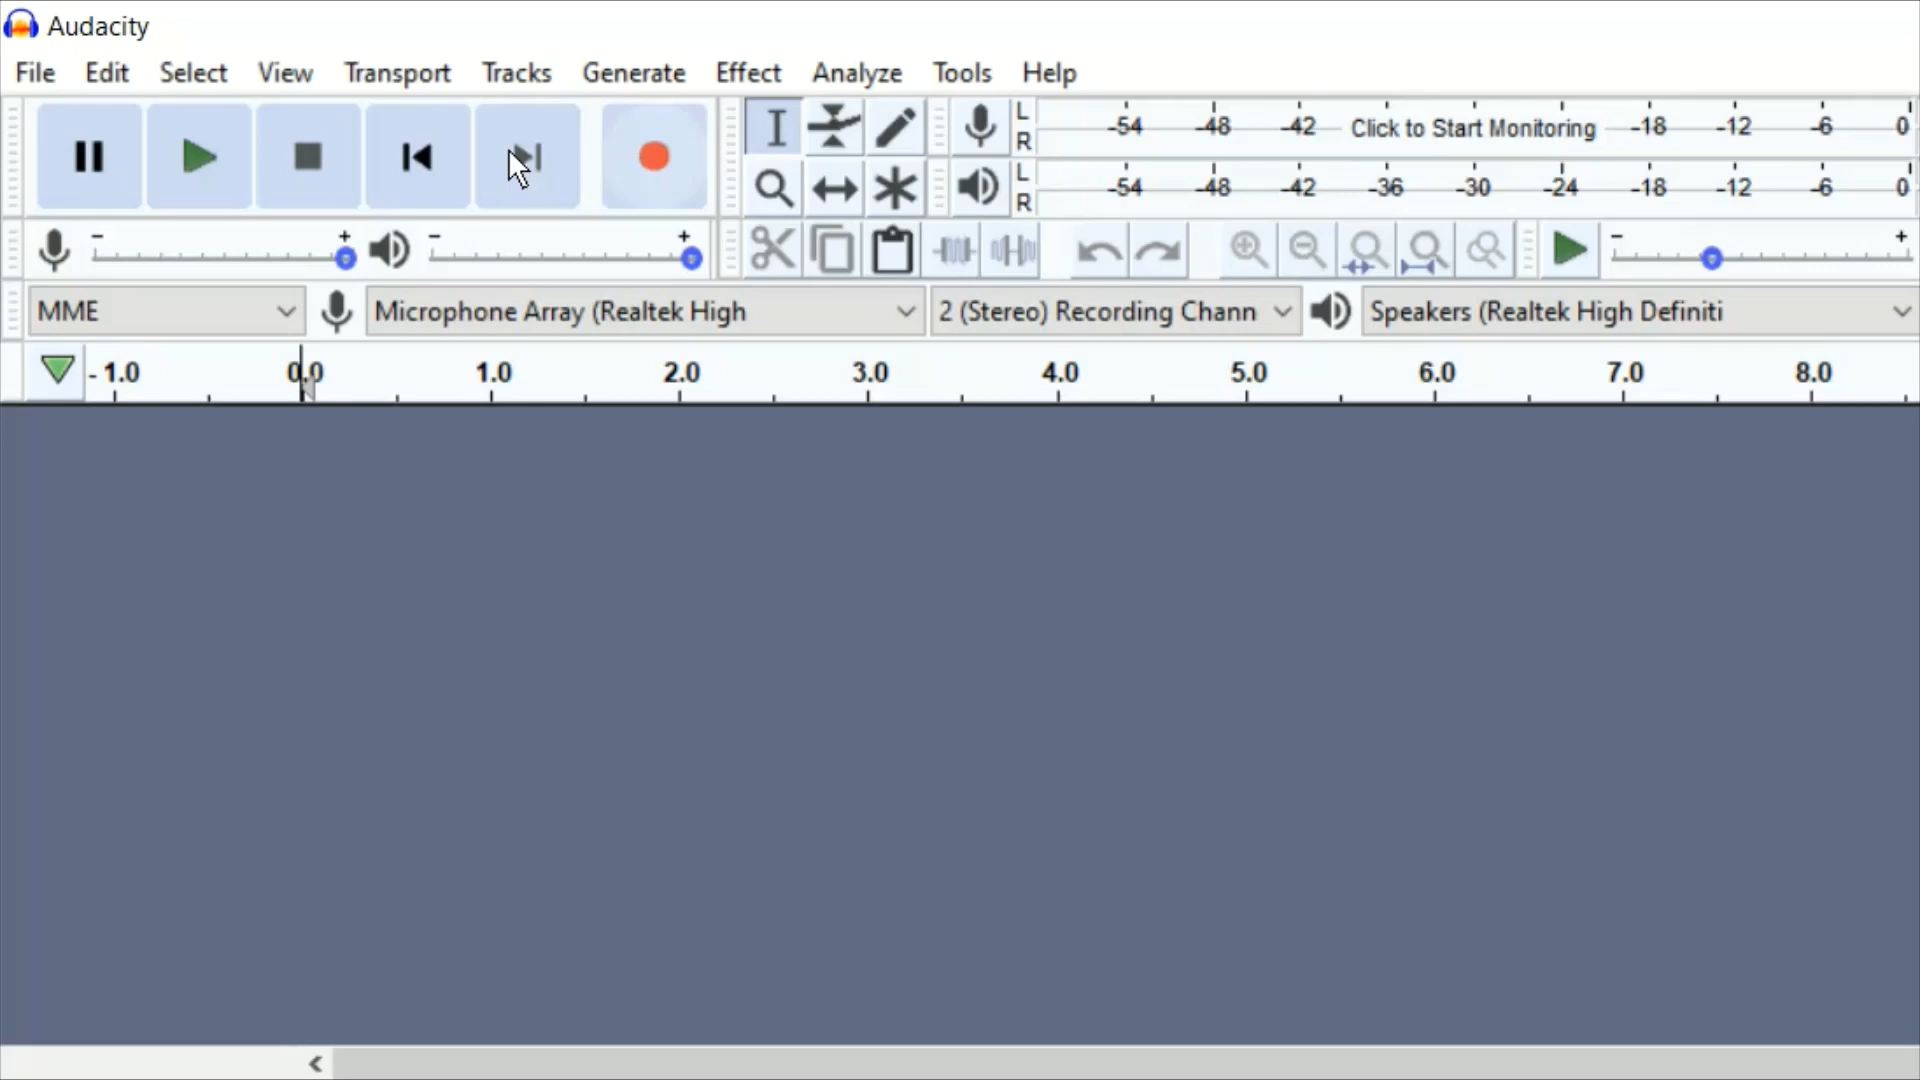 Audacity
File Edit Select View Transport Tracks Generate Effect Analyze Tools Help
L -54 -48 -42 Click to Start Monitoring -18 -12 -6 0
R
L -54 -48 -42 -36 -30 -24 -18 -12 -6 0
R
- + - + - +
MME Microphone Array (Realtek High 2 (Stereo) Recording Chann Speakers (Realtek High Definiti
-1.0 0.0 1.0 2.0 3.0 4.0 5.0 6.0 7.0 8.0